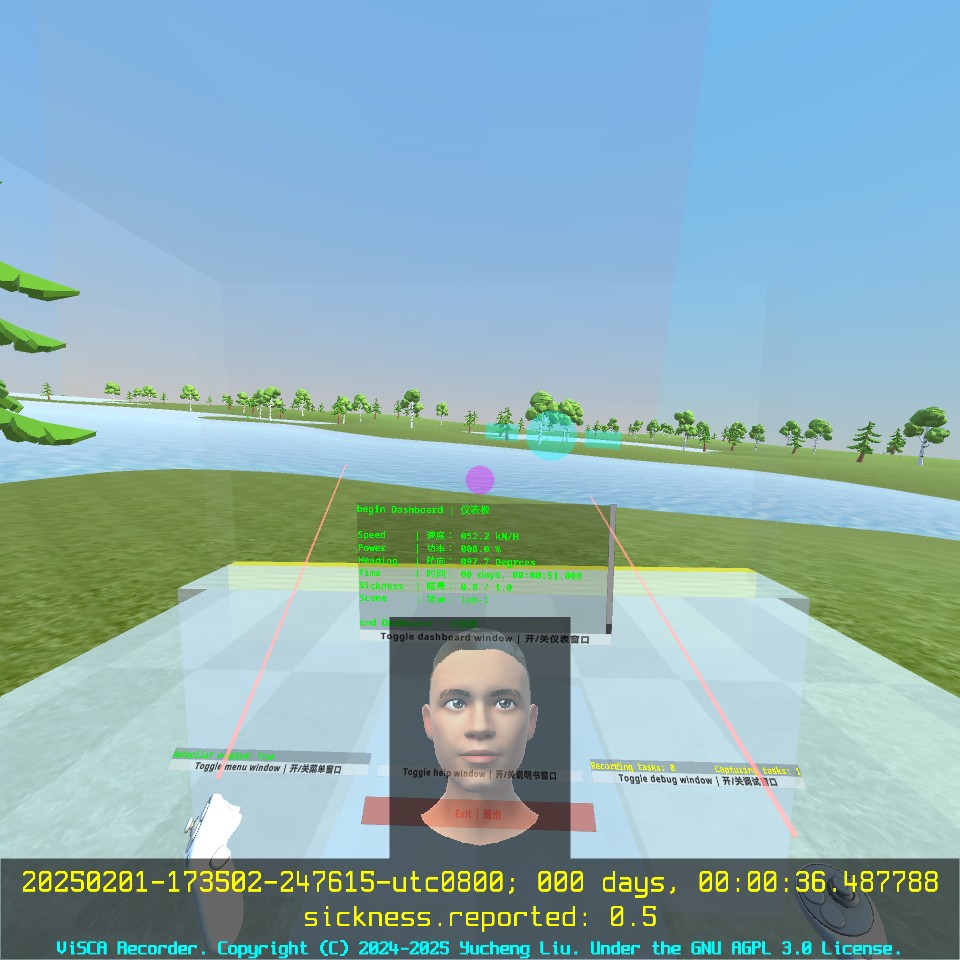 begin Dashboard | 仪表板
Speed | 速度: 052.2 kN/H
Power | 功率: 000.0 %
Heading | 航向: 097.7 Degrees
Time | 时间: 00 days, 00:00:51.000
Sickness | 眩晕: 0.0 / 1.0
Scene | 场景: lab-1
end Dashboard |
Toggle dashboard window | 开/关仪表窗口
Toggle menu window | 开/关菜单窗口
Toggle help window | 开/关说明书窗口
Recording tasks: 0 Capturing tasks: 1
Toggle debug window | 开/关调试窗口
Exit | 退出
20250201-173502-247615-utc0800; 000 days, 00:00:36.487788
sickness.reported: 0.5
ViSCA Recorder. Copyright (C) 2024-2025 Yucheng Liu. Under the GNU AGPL 3.0 License.